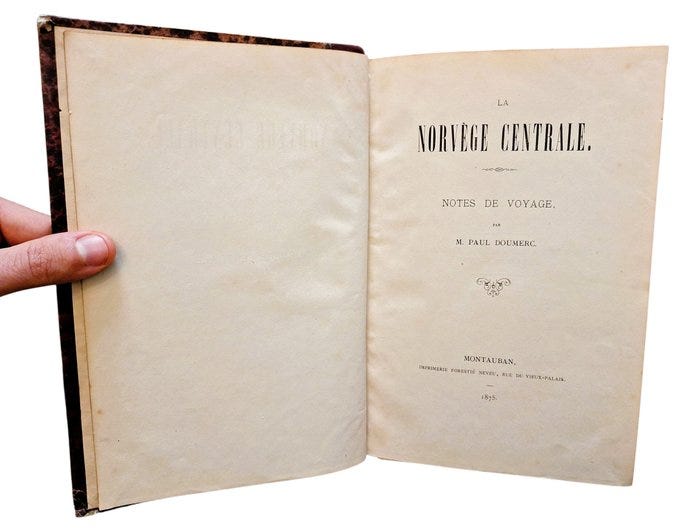 LA
NORVÈGE CENTRALE.
NOTES DE VOYAGE,
PAR
M. PAUL DOUMERC.
MONTAUBAN,
IMPRIMERIE FORESTIÉ NEVEU, RUE DU VIEUX-PALAIS.
1875.